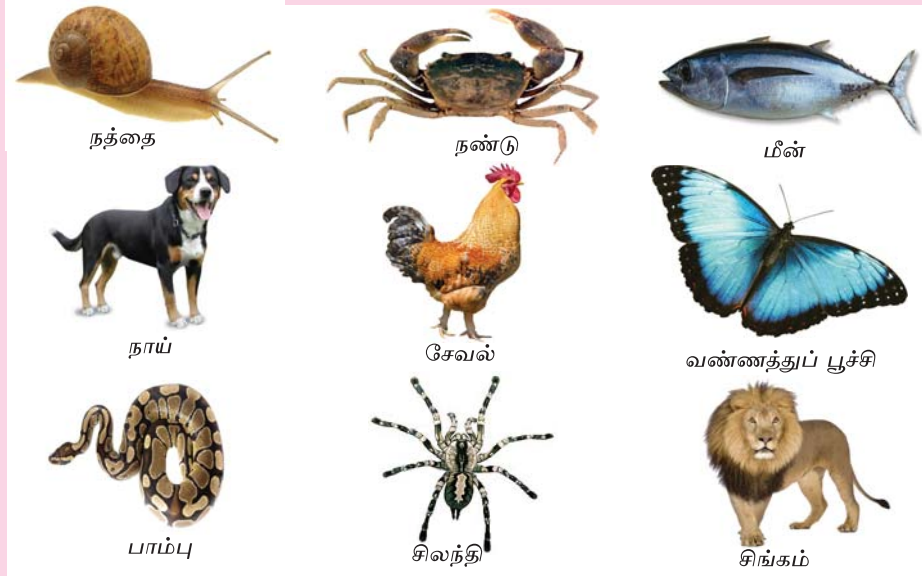 நத்தை
நண்டு
மீன்
நாய்
சேவல்
வண்ணத்துப் பூச்சி
பாம்பு
சிலந்தி
சிங்கம்